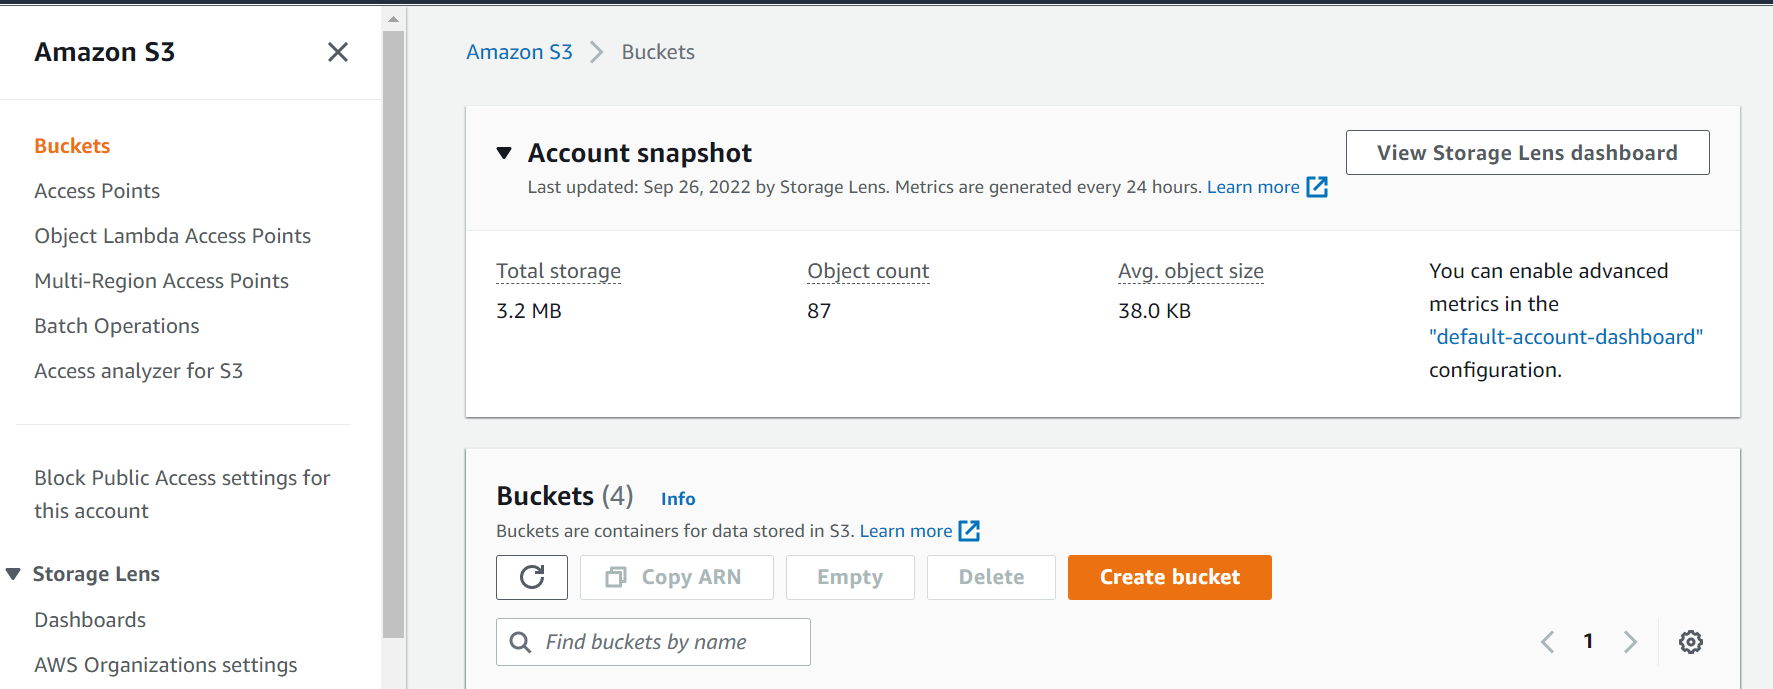 Amazon S3
Buckets
Access Points
Object Lambda Access Points
Multi-Region Access Points
Batch Operations
Access analyzer for S3
Block Public Access settings for
this account
Storage Lens
Dashboards
AWS Organizations settings
Amazon S3 > Buckets
Account snapshot
Last updated: Sep 26, 2022 by Storage Lens. Metrics are generated every 24 hours. Learn more
View Storage Lens dashboard
Total storage
3.2 MB
Object count
87
Avg. object size
38.0 KB
You can enable advanced
metrics in the
"default-account-dashboard"
configuration.
Buckets (4) Info
Buckets are containers for data stored in S3. Learn more
Copy ARN Empty Delete Create bucket
Find buckets by name
1